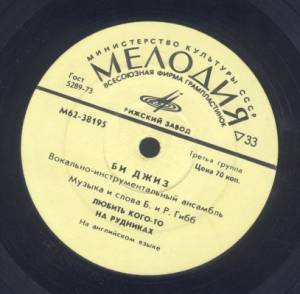 МИНИСТЕРСТВО КУЛЬТУРЫ СССР
МЕЛОДИЯ
ВСЕСОЮЗНАЯ ФИРМА ГРАМПЛАСТИНОК
Гост
5289-73
РИЖСКИЙ ЗАВОД
М62-38195
▷33
Третья группа
Цена 70 коп.
БИ ДЖИЗ
Вокально-инструментальный ансамбль
Музыка и слова Б. и Р. Гибб
ЛЮБИТЬ КОГО-ТО
НА РУДНИКАХ
На английском языке